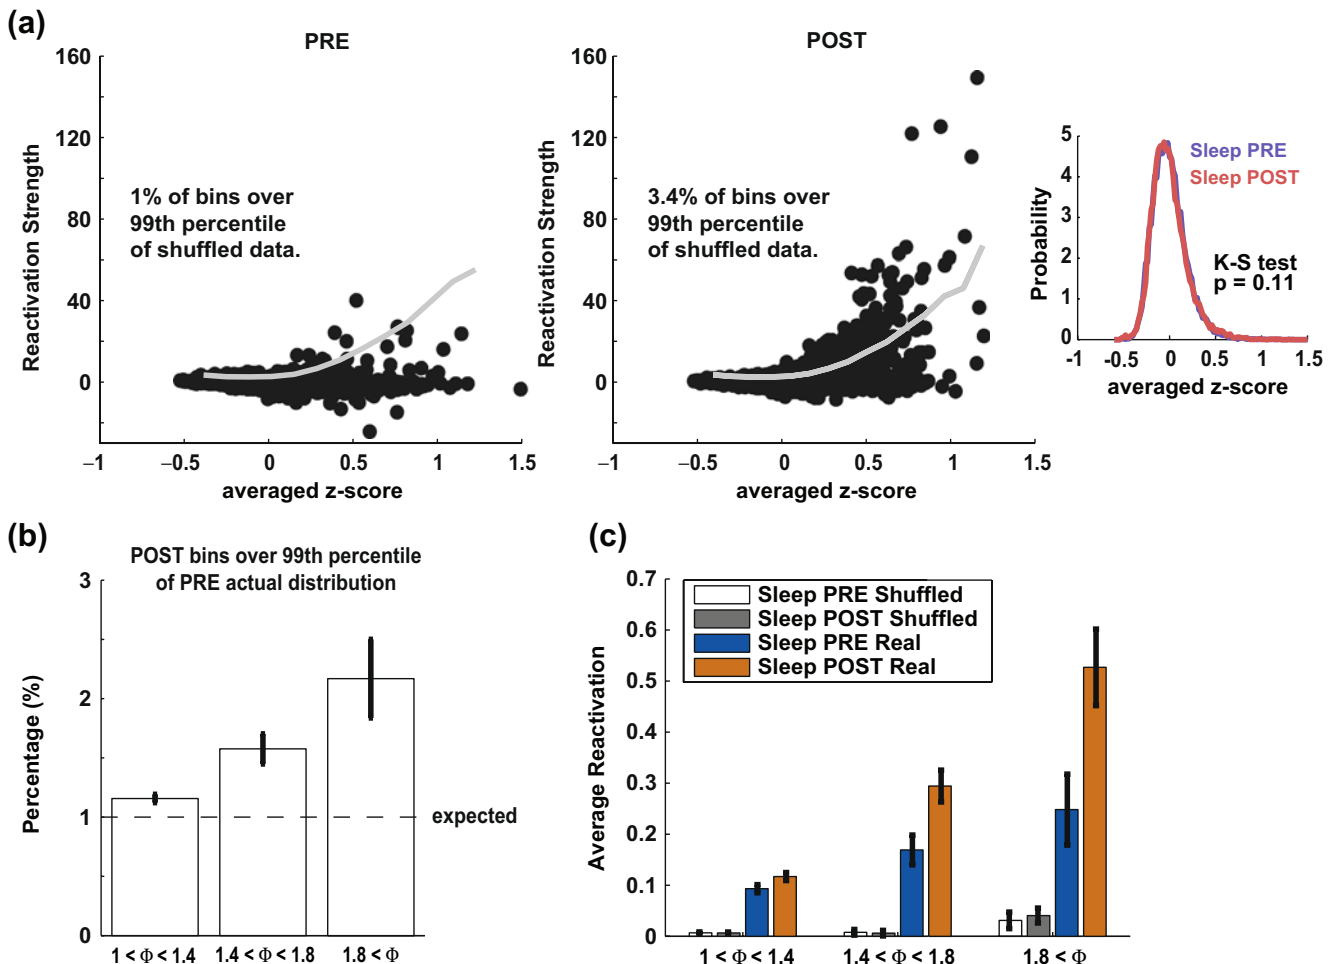 (a)
PRE
160
120
80
40
0
Reactivation Strength
1% of bins over
99th percentile
of shuffled data.
−1
−0.5
0
0.5
1
1.5
averaged z-score
POST
160
120
80
40
0
Reactivation Strength
3.4% of bins over
99th percentile
of shuffled data.
−1
−0.5
0
0.5
1
1.5
averaged z-score
5
4
3
2
1
0
Probability
Sleep PRE
Sleep POST
K-S test
p = 0.11
-1
-0.5
0
0.5
1
1.5
averaged z-score
(b)
POST bins over 99th percentile
of PRE actual distribution
3
2
1
0
Percentage (%)
expected
1 < Φ < 1.4
1.4 < Φ < 1.8
1.8 < Φ
(c)
0.7
0.6
0.5
0.4
0.3
0.2
0.1
0
Average Reactivation
Sleep PRE Shuffled
Sleep POST Shuffled
Sleep PRE Real
Sleep POST Real
1 < Φ < 1.4
1.4 < Φ < 1.8
1.8 < Φ